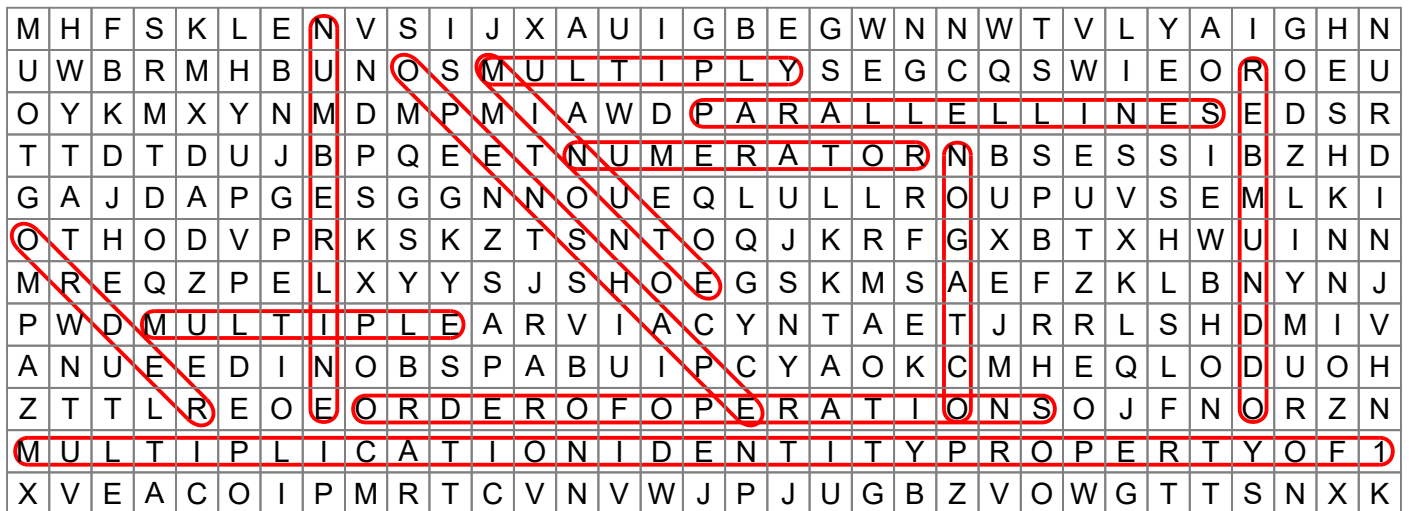 M H F S K L E N V S I J X A U I G B E G W N N W T V L Y A I G H N
U W B R M H B U N O S M U L T I P L Y S E G C Q S W I E O R O E U
O Y K M X Y N M D M P M I A W D P A R A L L E L L I N E S E D S R
T T D T D U J B P Q E E T N U M E R A T O R N B S E S S I B Z H D
G A J D A P G E S G G N N O U E Q L U L L R O U P U V S E M L K I
O T H O D V P R K S K Z T S N T O Q J K R F G X B T X H W U I N N
M R E Q Z P E L X Y Y S J S H O E G S K M S A E F Z K L B N Y N J
P W D M U L T I P L E A R V I A C Y N T A E T J R R L S H D M I V
A N U E E D I N O B S P A B U I P C Y A O K C M H E Q L O D U O H
Z T T L R E O E O R D E R O F O P E R A T I O N S O J F N O R Z N
M U L T I P L I C A T I O N I D E N T I T Y P R O P E R T Y O F 1
X V E A C O I P M R T C V N V W J P J U G B Z V O W G T T S N X K